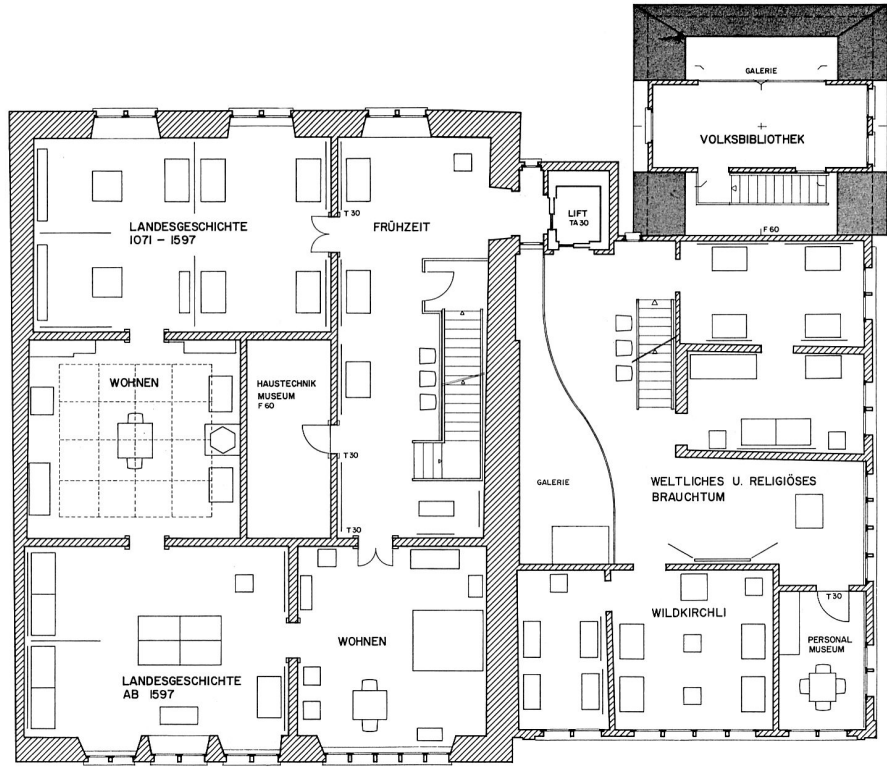 GALERIE
VOLKSBIBLIOTHEK
F 60
LIFT
TA 30
T 30
LANDESGESCHICHTE
1071 – 1597
FRÜHZEIT
WOHNEN
HAUSTECHNIK
MUSEUM
F 60
T 30
T 30
GALERIE
WELTLICHES U. RELIGIÖSES
BRAUCHTUM
WOHNEN
WILDKIRCHLI
T 30
PERSONAL
MUSEUM
LANDESGESCHICHTE
AB 1597